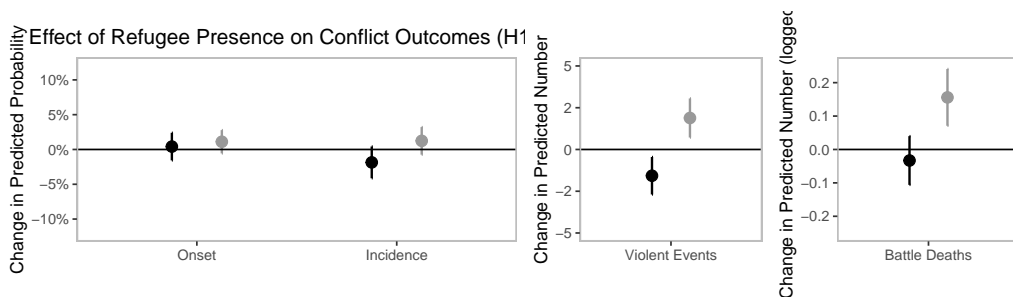 Effect of Refugee Presence on Conflict Outcomes (H1
Change in Predicted Probability
10%
5%
0%
−5%
−10%
Onset
Incidence
Change in Predicted Number
5
2
0
−2
−5
Violent Events
Change in Predicted Number (logged
0.2
0.1
0.0
−0.1
−0.2
Battle Deaths